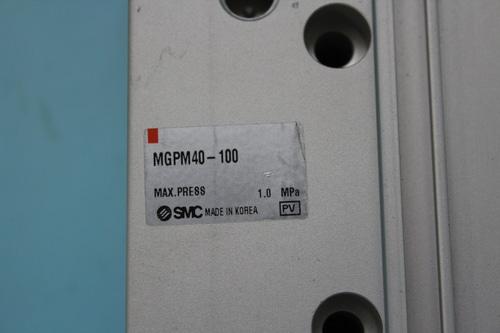 MGPM40-100
MAX.PRESS 1.0 MPa
SMC MADE IN KOREA PV